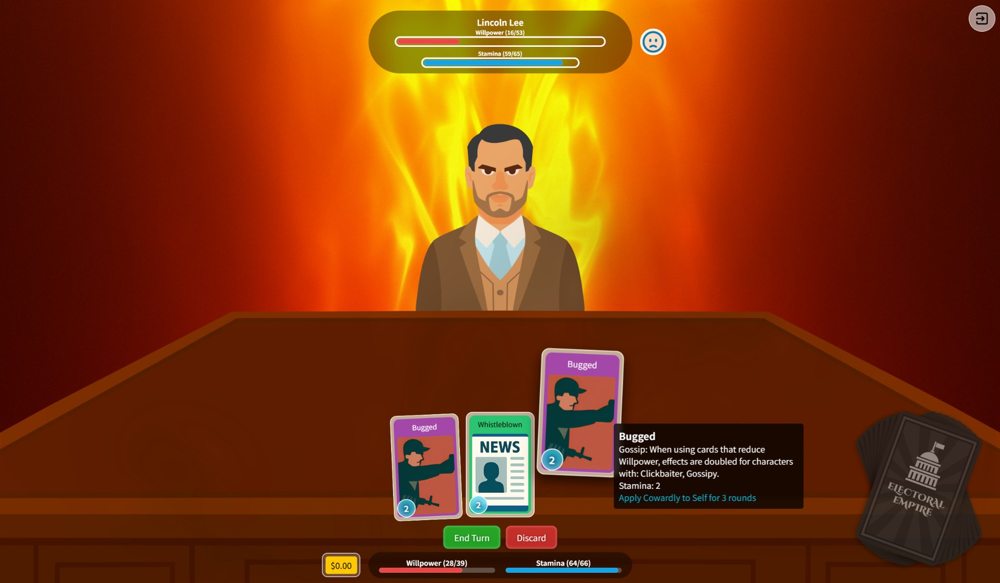 Lincoln Lee
Willpower (16/53)
Stamina (59/65)
Bugged
Bugged
Whistleblown
NEWS
2
2
2
Bugged
Gossip: When using cards that reduce
Willpower, effects are doubled for characters
with: Clickbaiter, Gossipy.
Stamina: 2
Apply Cowardly to Self for 3 rounds
ELECTORAL
EMPIRE
End Turn
Discard
$0.00
Willpower (28/39)
Stamina (64/66)